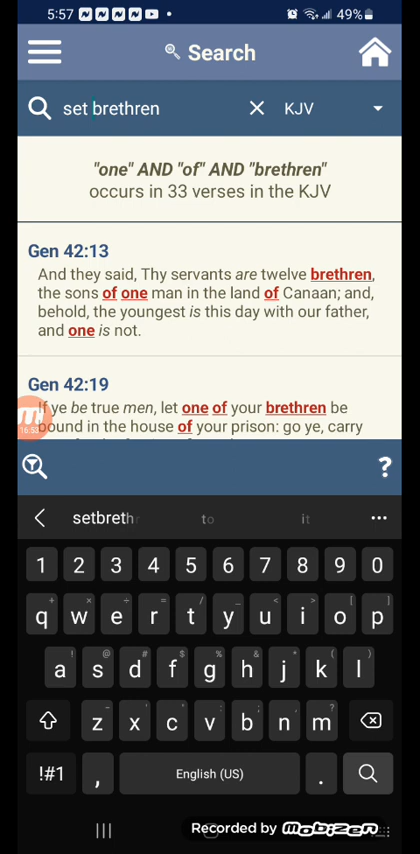 5:57 49%
Search
set brethren KJV
"one" AND "of" AND "brethren"
occurs in 33 verses in the KJV
Gen 42:13
And they said, Thy servants are twelve brethren,
the sons of one man in the land of Canaan; and,
behold, the youngest is this day with our father,
and one is not.
Gen 42:19
If ye be true men, let one of your brethren be
bound in the house of your prison: go ye, carry
16:53
?
setbrethr to it
1 2 3 4 5 6 7 8 9 0
q w e r t y u i o p
a s d f g h j k l
z x c v b n m
!#1 , English (US) .
Recorded by mobizen